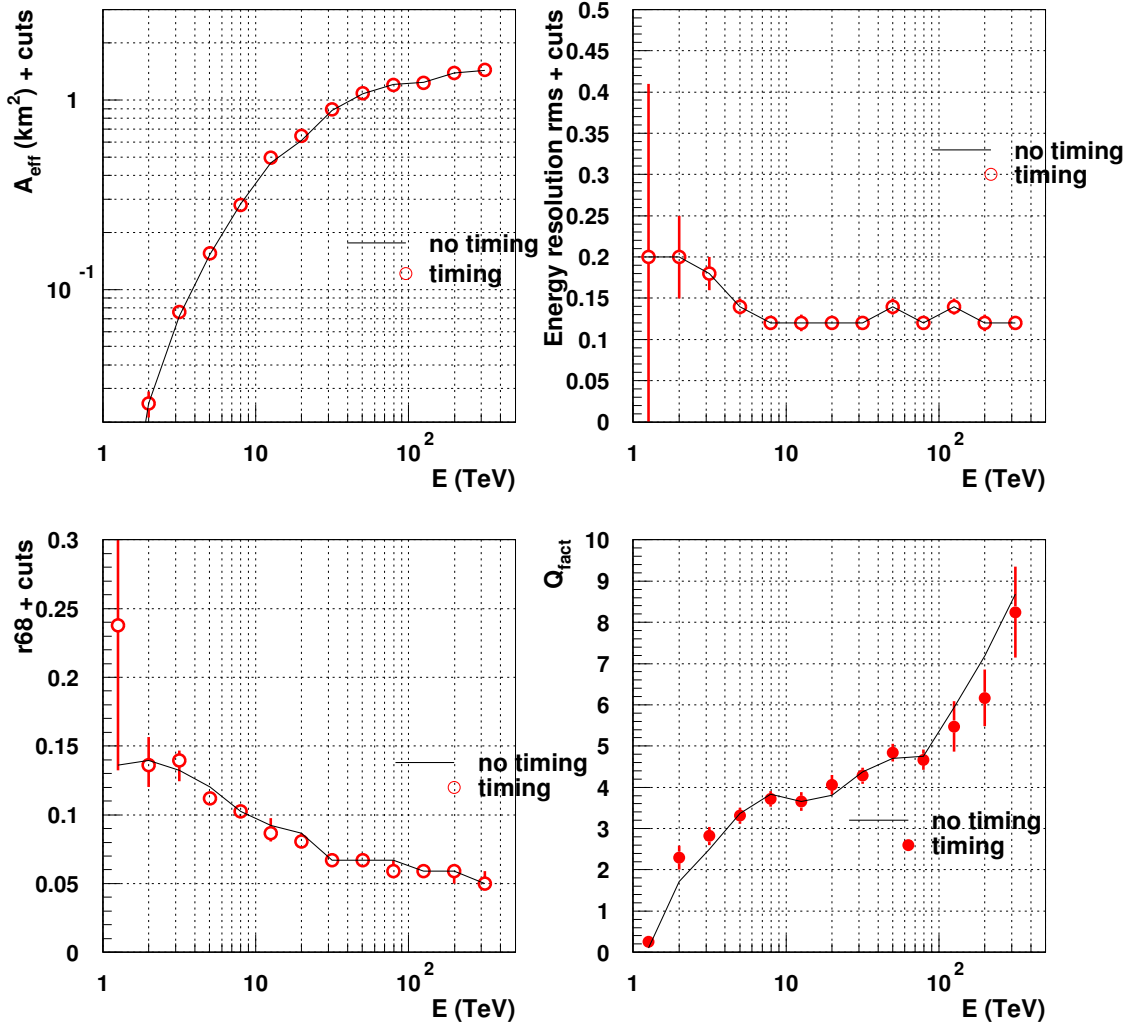 A_eff (km²) + cuts
1
10⁻¹
no timing
timing
1 10 10²
E (TeV)
Energy resolution rms + cuts
0.5
0.45
0.4
0.35
0.3
0.25
0.2
0.15
0.1
0.05
0
no timing
timing
1 10 10²
E (TeV)
r68 + cuts
0.3
0.25
0.2
0.15
0.1
0.05
0
no timing
timing
1 10 10²
E (TeV)
Q_fact
10
9
8
7
6
5
4
3
2
1
0
no timing
timing
1 10 10²
E (TeV)